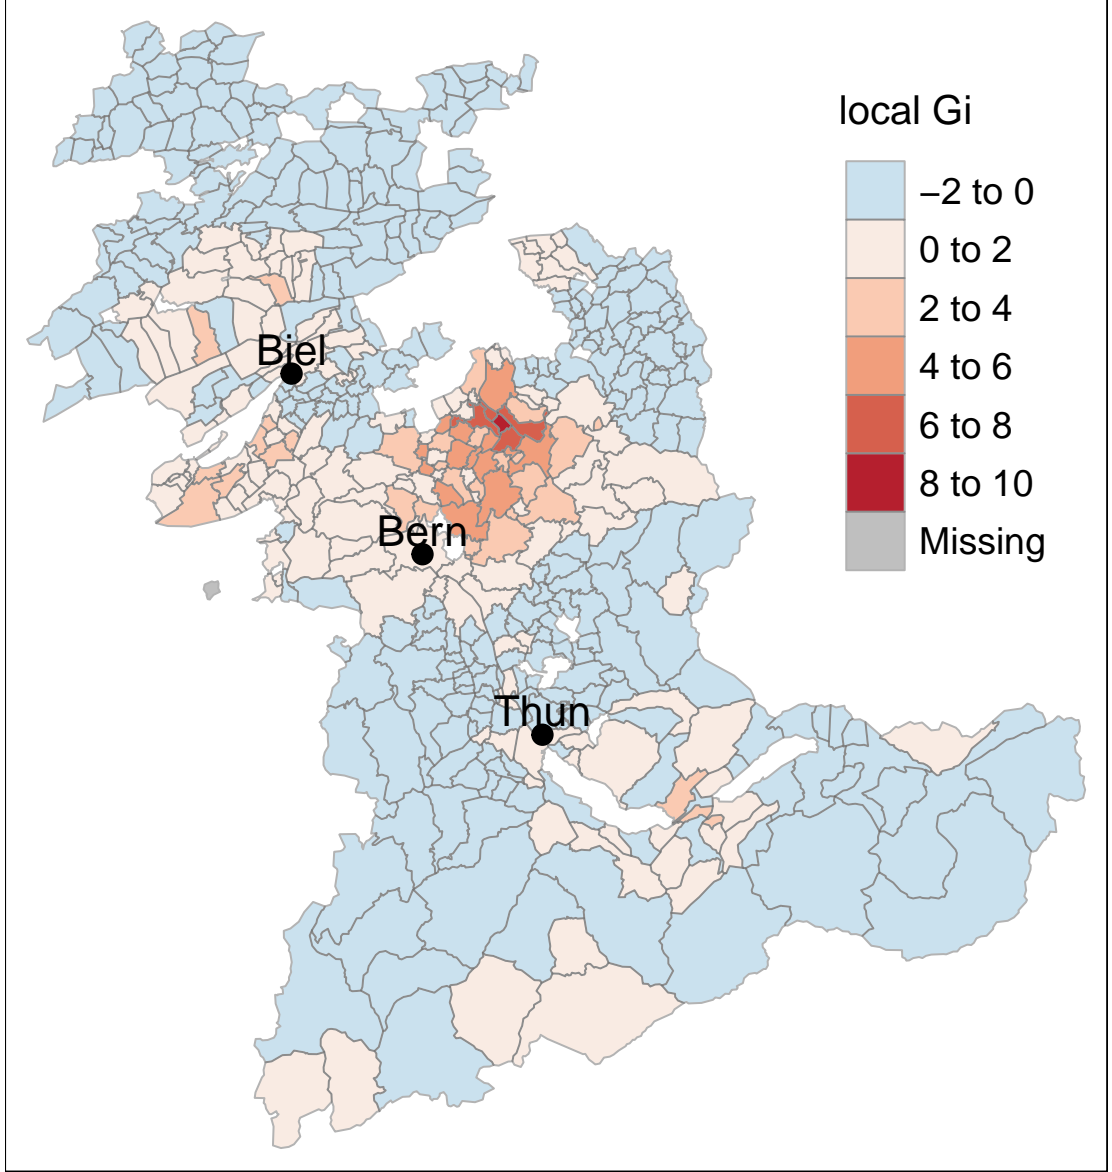 local Gi
−2 to 0
0 to 2
2 to 4
4 to 6
6 to 8
8 to 10
Missing
Biel
Bern
Thun